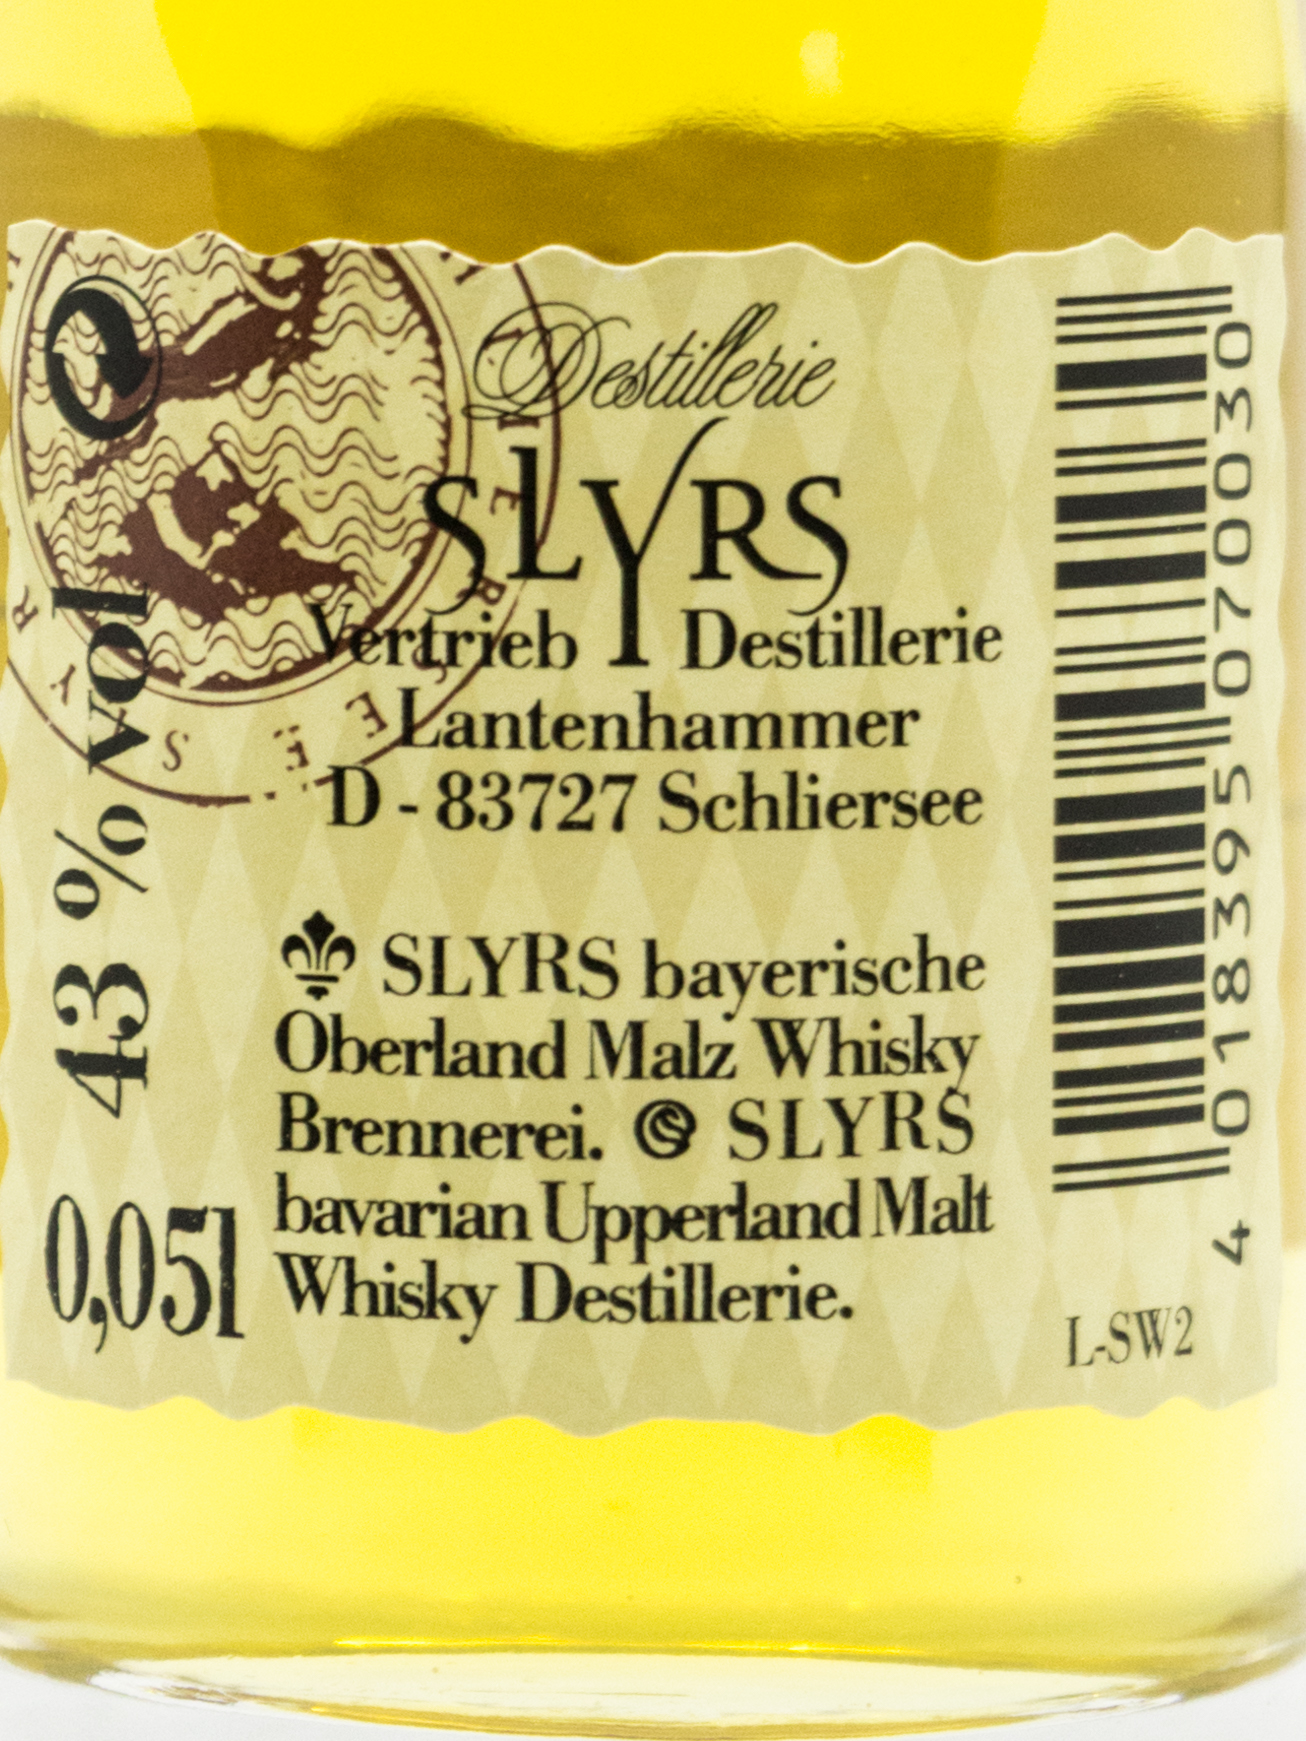 Destillerie
SLYRS
Vertrieb Destillerie
Lantenhammer
D - 83727 Schliersee
SLYRS bayerische
Oberland Malz Whisky
Brennerei. SLYRS
bavarian Upperland Malt
Whisky Destillerie.
43 % vol
0,05l
4 018395 070030
L-SW2